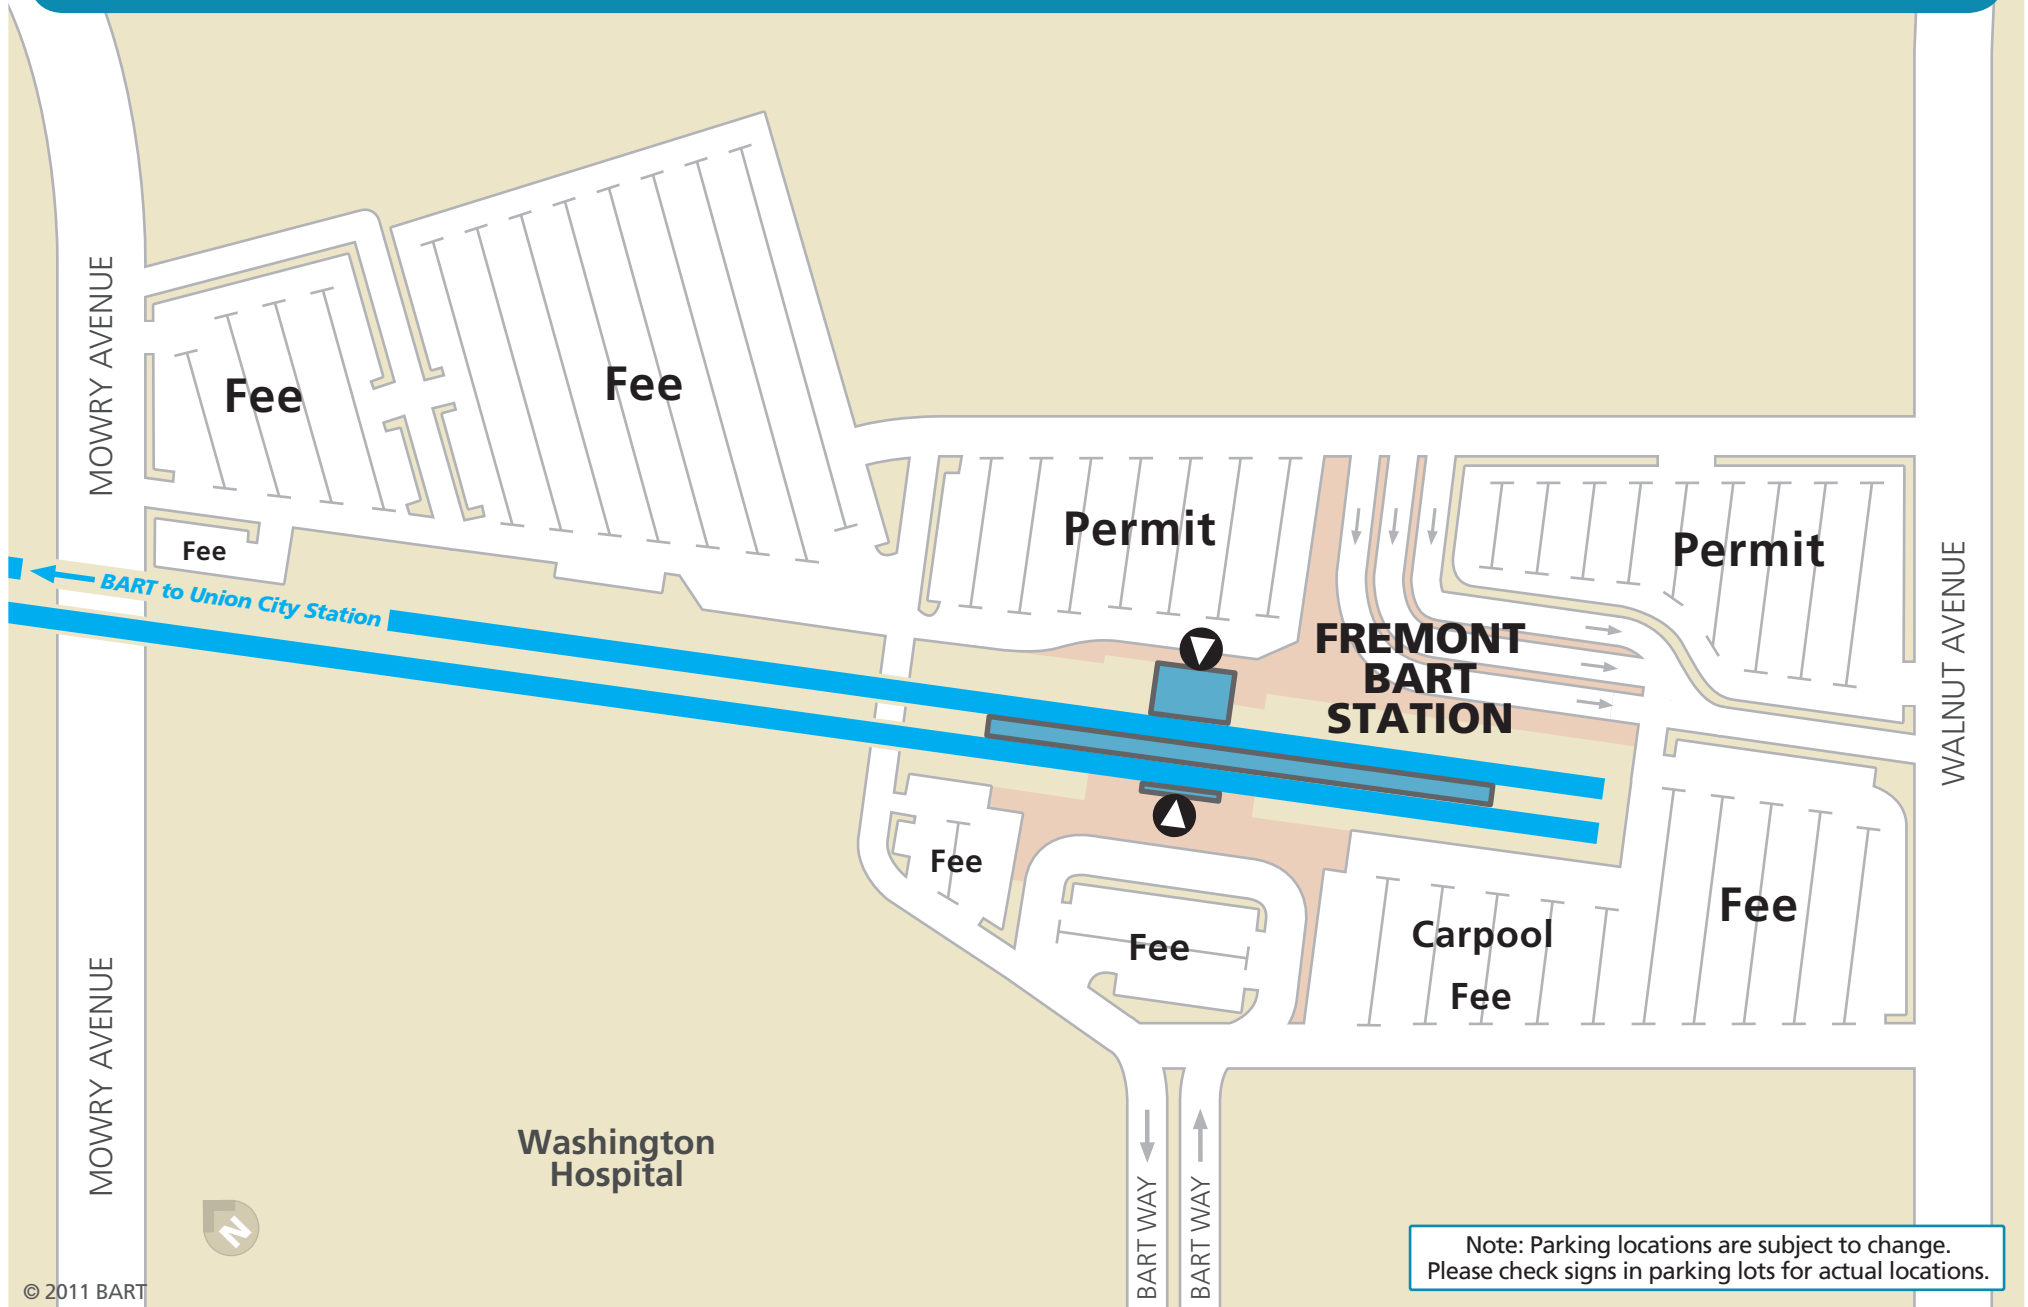 MOWRY AVENUE
Fee
Fee
Fee
BART to Union City Station
Permit
Permit
FREMONT
BART
STATION
WALNUT AVENUE
Fee
Fee
Carpool
Fee
Fee
MOWRY AVENUE
Washington
Hospital
N
BART WAY
BART WAY
Note: Parking locations are subject to change.
Please check signs in parking lots for actual locations.
© 2011 BART